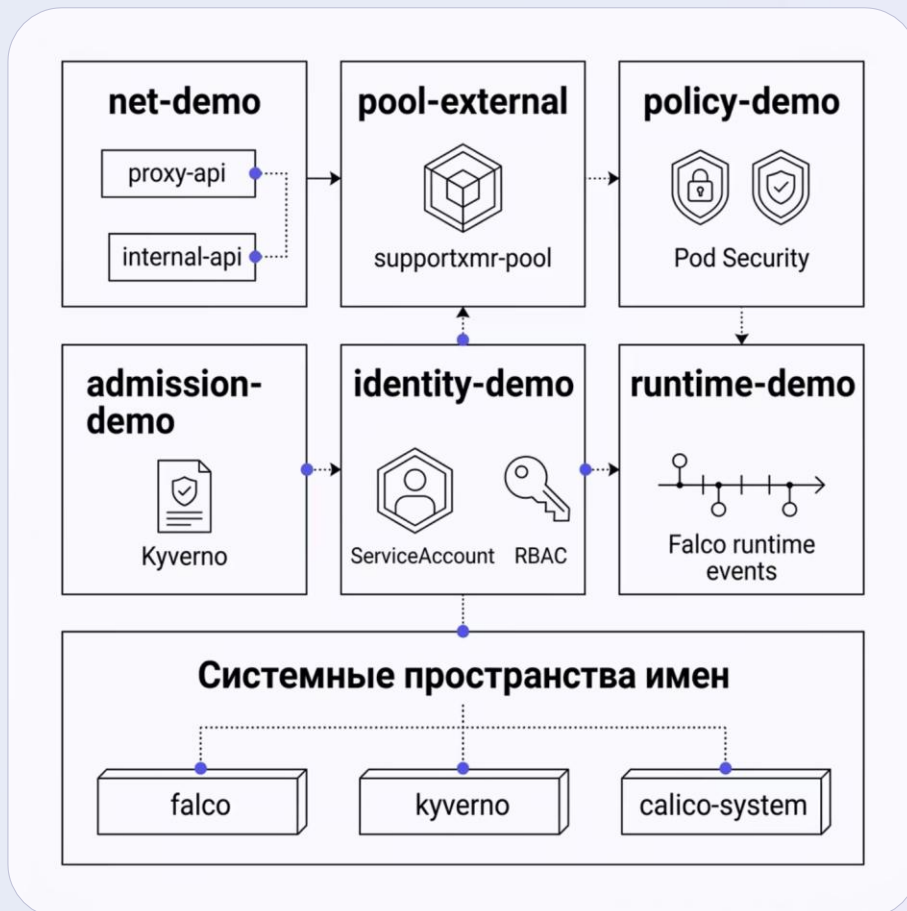 net-demo
proxy-api
internal-api
pool-external
supportxmr-pool
policy-demo
Pod Security
admission-
demo
Kyverno
identity-demo
ServiceAccount
RBAC
runtime-demo
Falco runtime
events
Системные пространства имен
falco
kyverno
calico-system